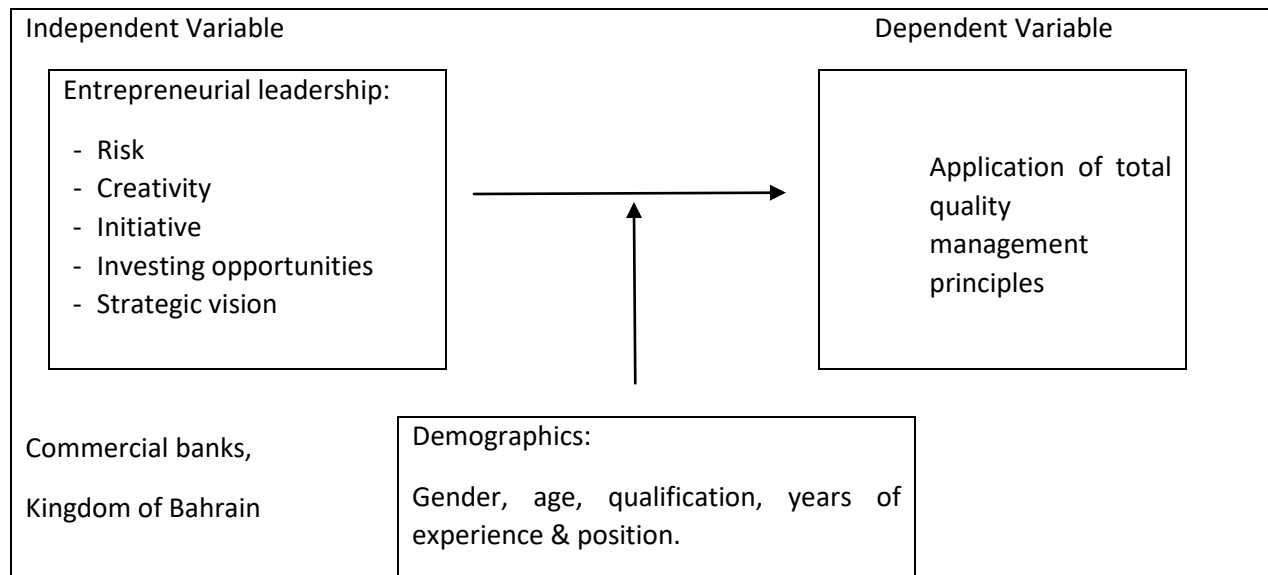 Independent Variable
Dependent Variable
Entrepreneurial leadership:
- Risk
- Creativity
- Initiative
- Investing opportunities
- Strategic vision
Application of total
quality
management
principles
Commercial banks,
Kingdom of Bahrain
Demographics:
Gender, age, qualification, years of
experience & position.